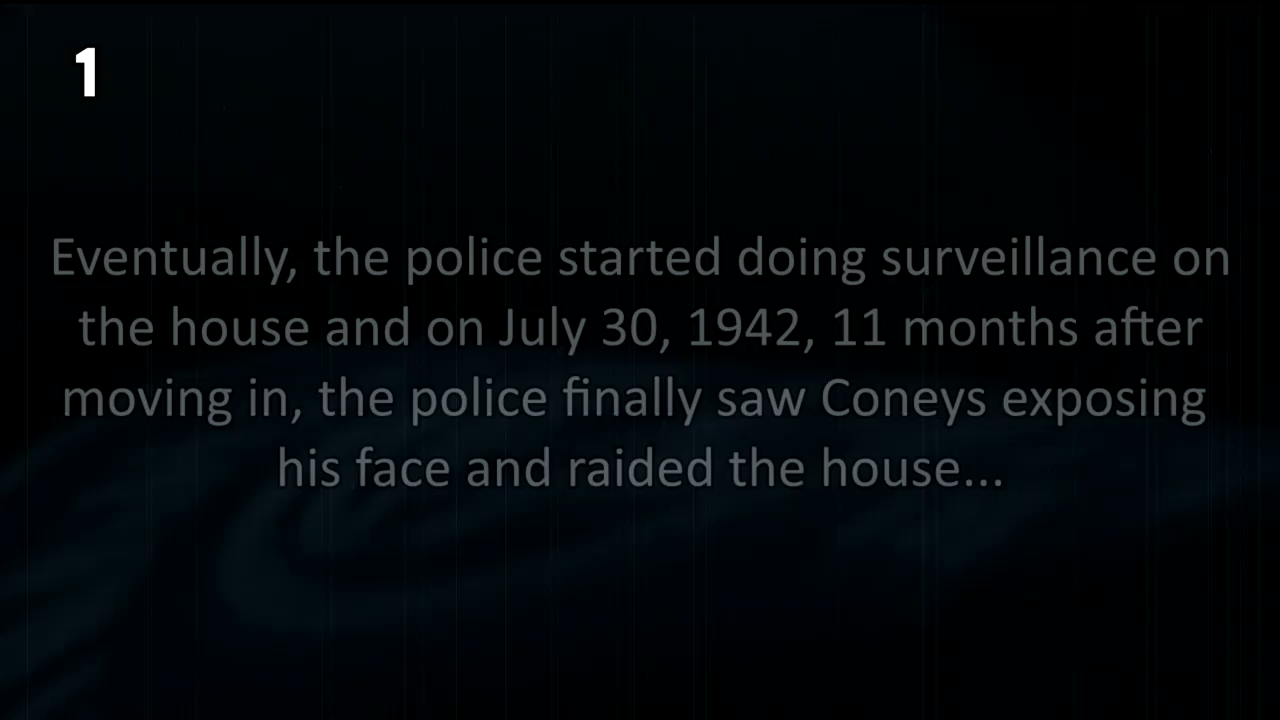 1
Eventually, the police started doing surveillance on
the house and on July 30, 1942, 11 months after
moving in, the police finally saw Coneys exposing
his face and raided the house...